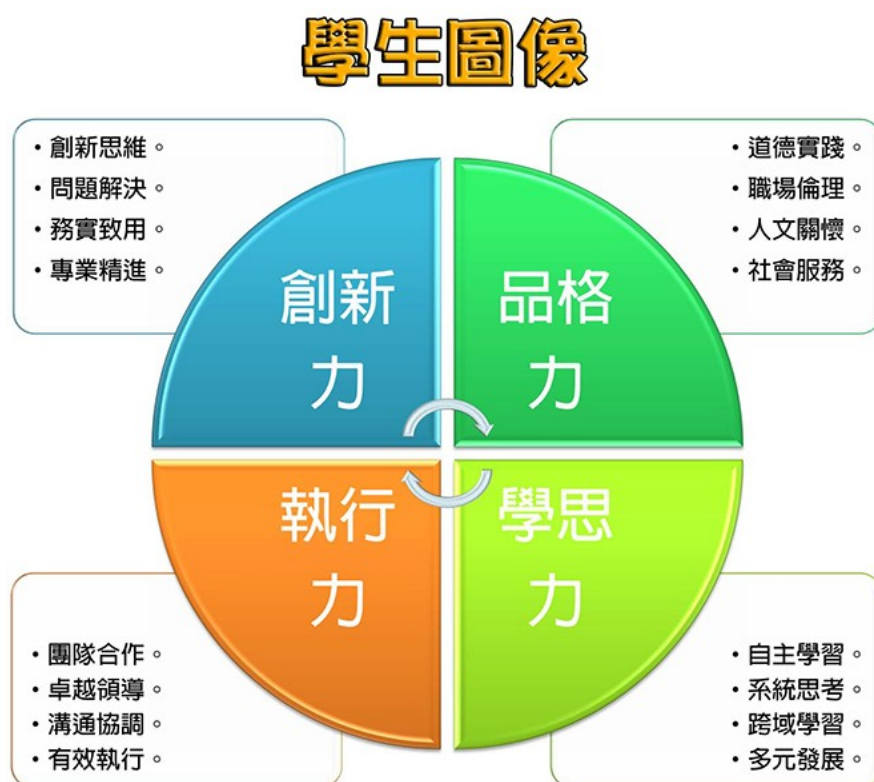 學生圖像
・創新思維。
・問題解決。
・務實致用。
・專業精進。
・道德實踐。
・職場倫理。
・人文關懷。
・社會服務。
創新
力
品格
力
執行
力
學思
力
・團隊合作。
・卓越領導。
・溝通協調。
・有效執行。
・自主學習。
・系統思考。
・跨域學習。
・多元發展。